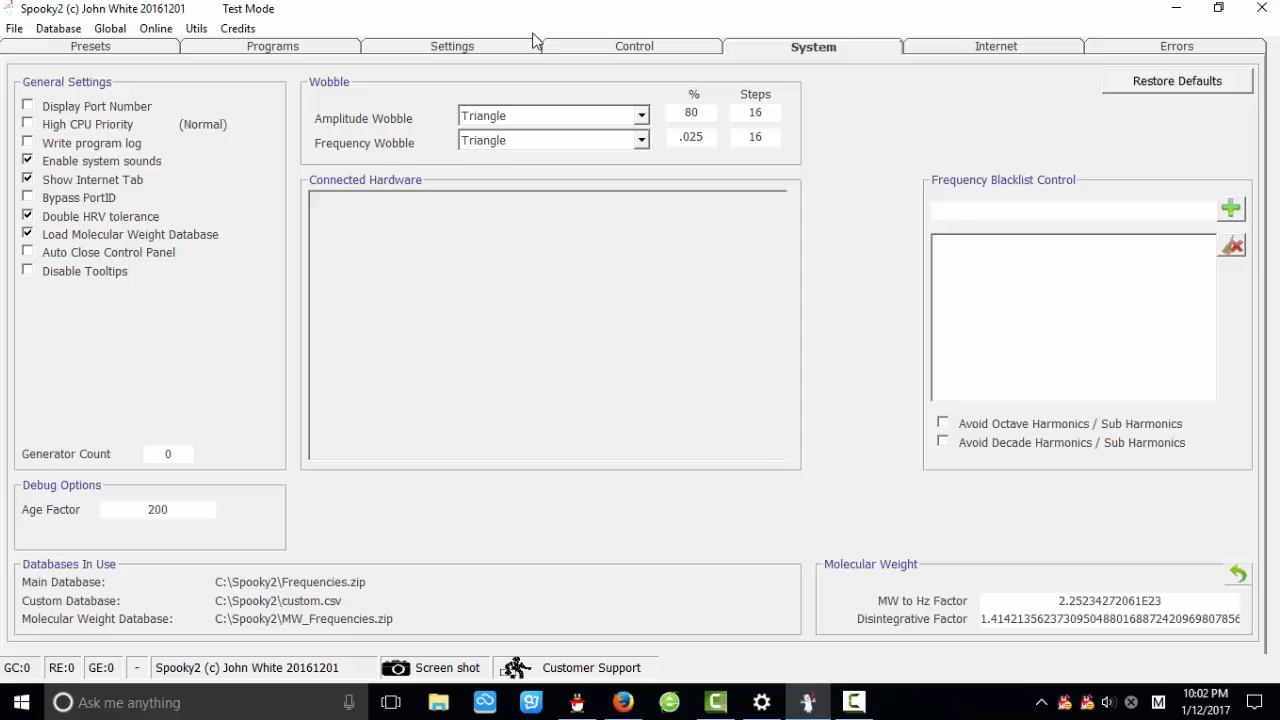 Spooky2 (c) John White 20161201 Test Mode
File Database Global Online Utils Credits
Presets Programs Settings Control System Internet Errors
General Settings
Display Port Number
High CPU Priority (Normal)
Write program log
Enable system sounds
Show Internet Tab
Bypass PortID
Double HRV tolerance
Load Molecular Weight Database
Auto Close Control Panel
Disable Tooltips
Generator Count 0
Wobble
% Steps
Amplitude Wobble Triangle 80 16
Frequency Wobble Triangle .025 16
Connected Hardware
Restore Defaults
Frequency Blacklist Control
Avoid Octave Harmonics / Sub Harmonics
Avoid Decade Harmonics / Sub Harmonics
Debug Options
Age Factor 200
Databases In Use
Main Database: C:\Spooky2\Frequencies.zip
Custom Database: C:\Spooky2\custom.csv
Molecular Weight Database: C:\Spooky2\MW_Frequencies.zip
Molecular Weight
MW to Hz Factor 2.25234272061E23
Disintegrative Factor 1.41421356237309504880168872420969807856
GC:0 RE:0 GE:0 - Spooky2 (c) John White 20161201 Screen shot Customer Support
Ask me anything
10:02 PM
1/12/2017